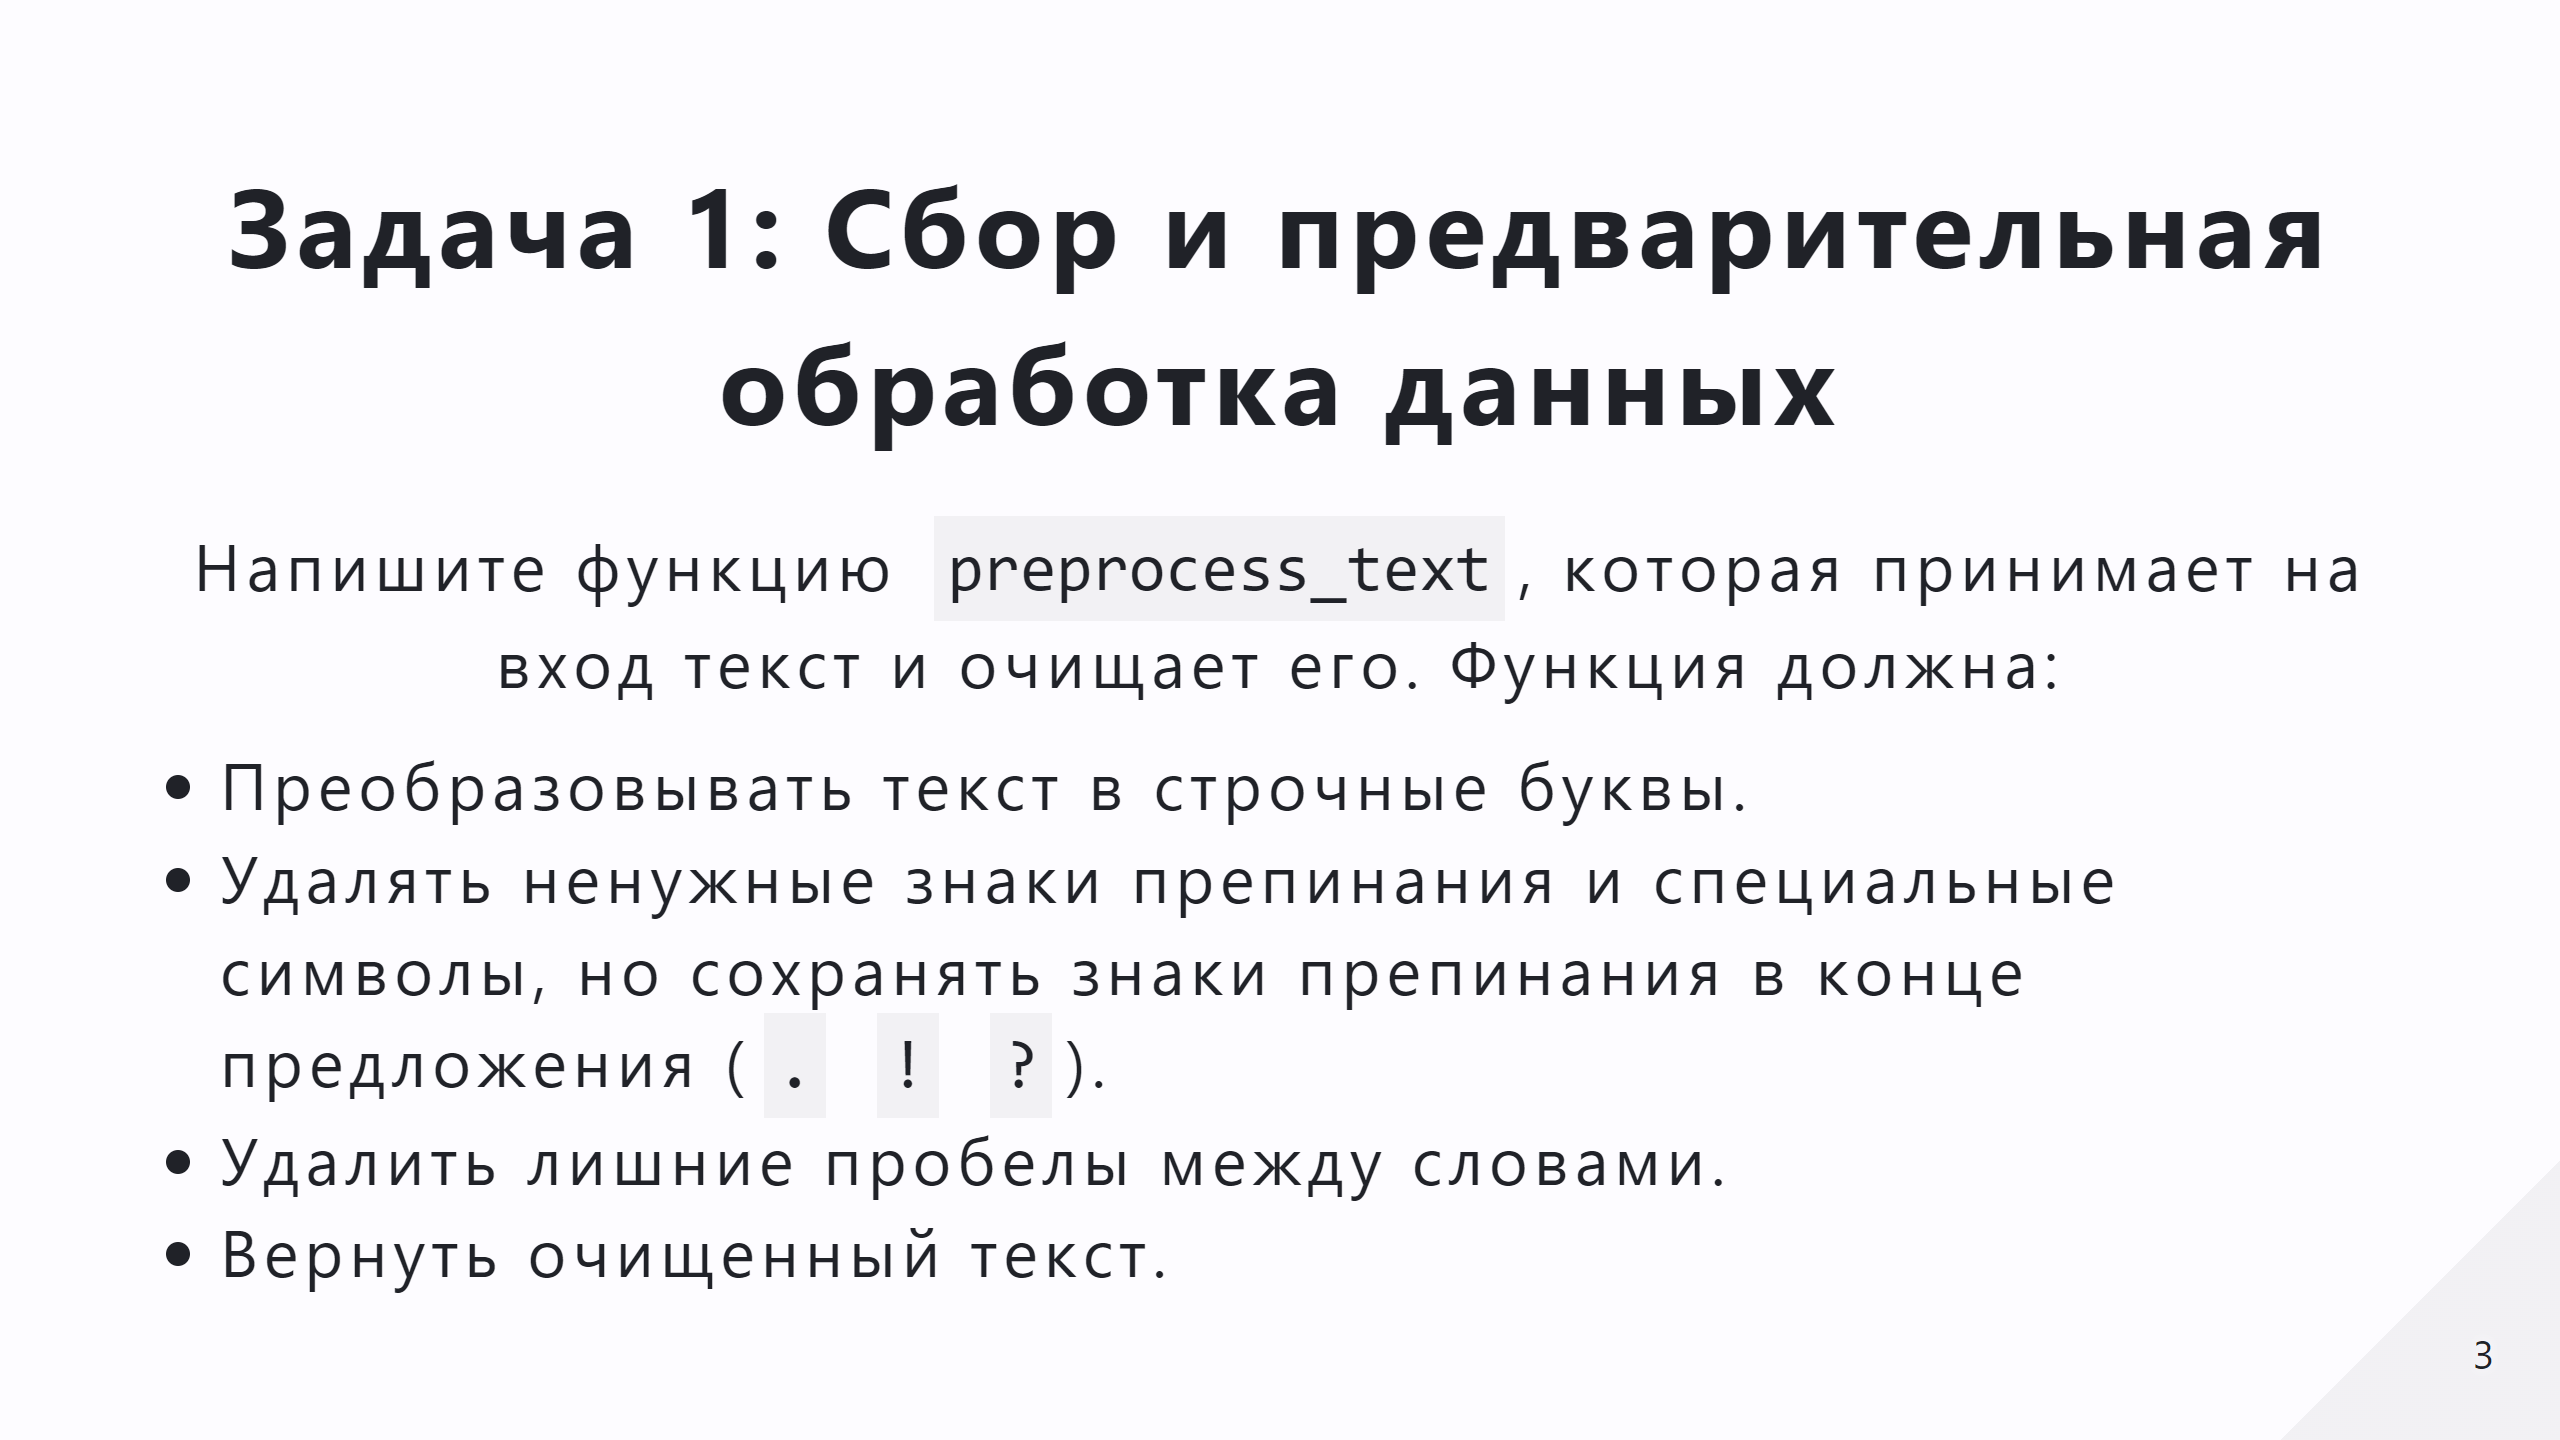 Задача 1: Сбор и предварительная
обработка данных
Напишите функцию preprocess_text, которая принимает на
вход текст и очищает его. Функция должна:
• Преобразовывать текст в строчные буквы.
• Удалять ненужные знаки препинания и специальные
символы, но сохранять знаки препинания в конце
предложения ( . ! ? ).
• Удалить лишние пробелы между словами.
• Вернуть очищенный текст.
3